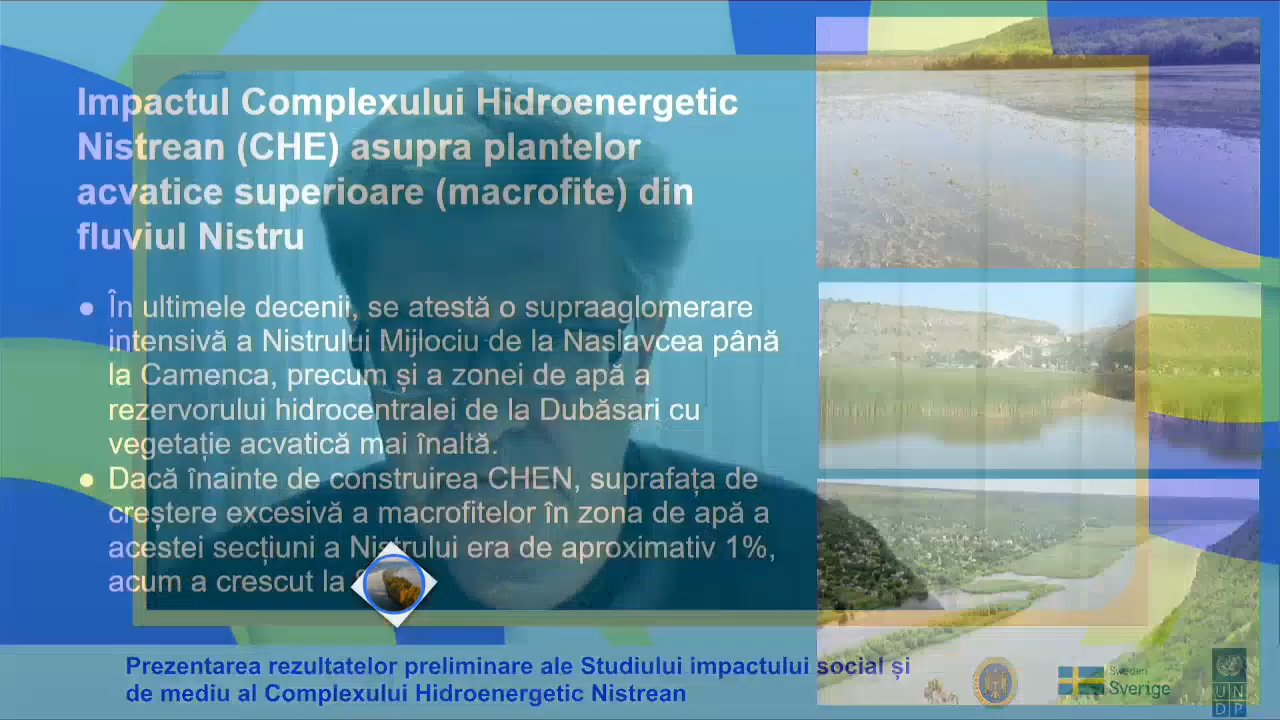 Impactul Complexului Hidroenergetic
Nistrean (CHE) asupra plantelor
acvatice superioare (macrofite) din
fluviul Nistru
În ultimele decenii, se atestă o supraaglomerare
intensivă a Nistrului Mijlociu de la Naslavcea până
la Camenca, precum și a zonei de apă a
rezervorului hidrocentralei de la Dubăsari cu
vegetație acvatică mai înaltă.
Dacă înainte de construirea CHEN, suprafața de
creștere excesivă a macrofitelor în zona de apă a
acestei secțiuni a Nistrului era de aproximativ 1%,
acum a crescut la
Prezentarea rezultatelor preliminare ale Studiului impactului social și
de mediu al Complexului Hidroenergetic Nistrean
Sweden
Sverige
U N
D P